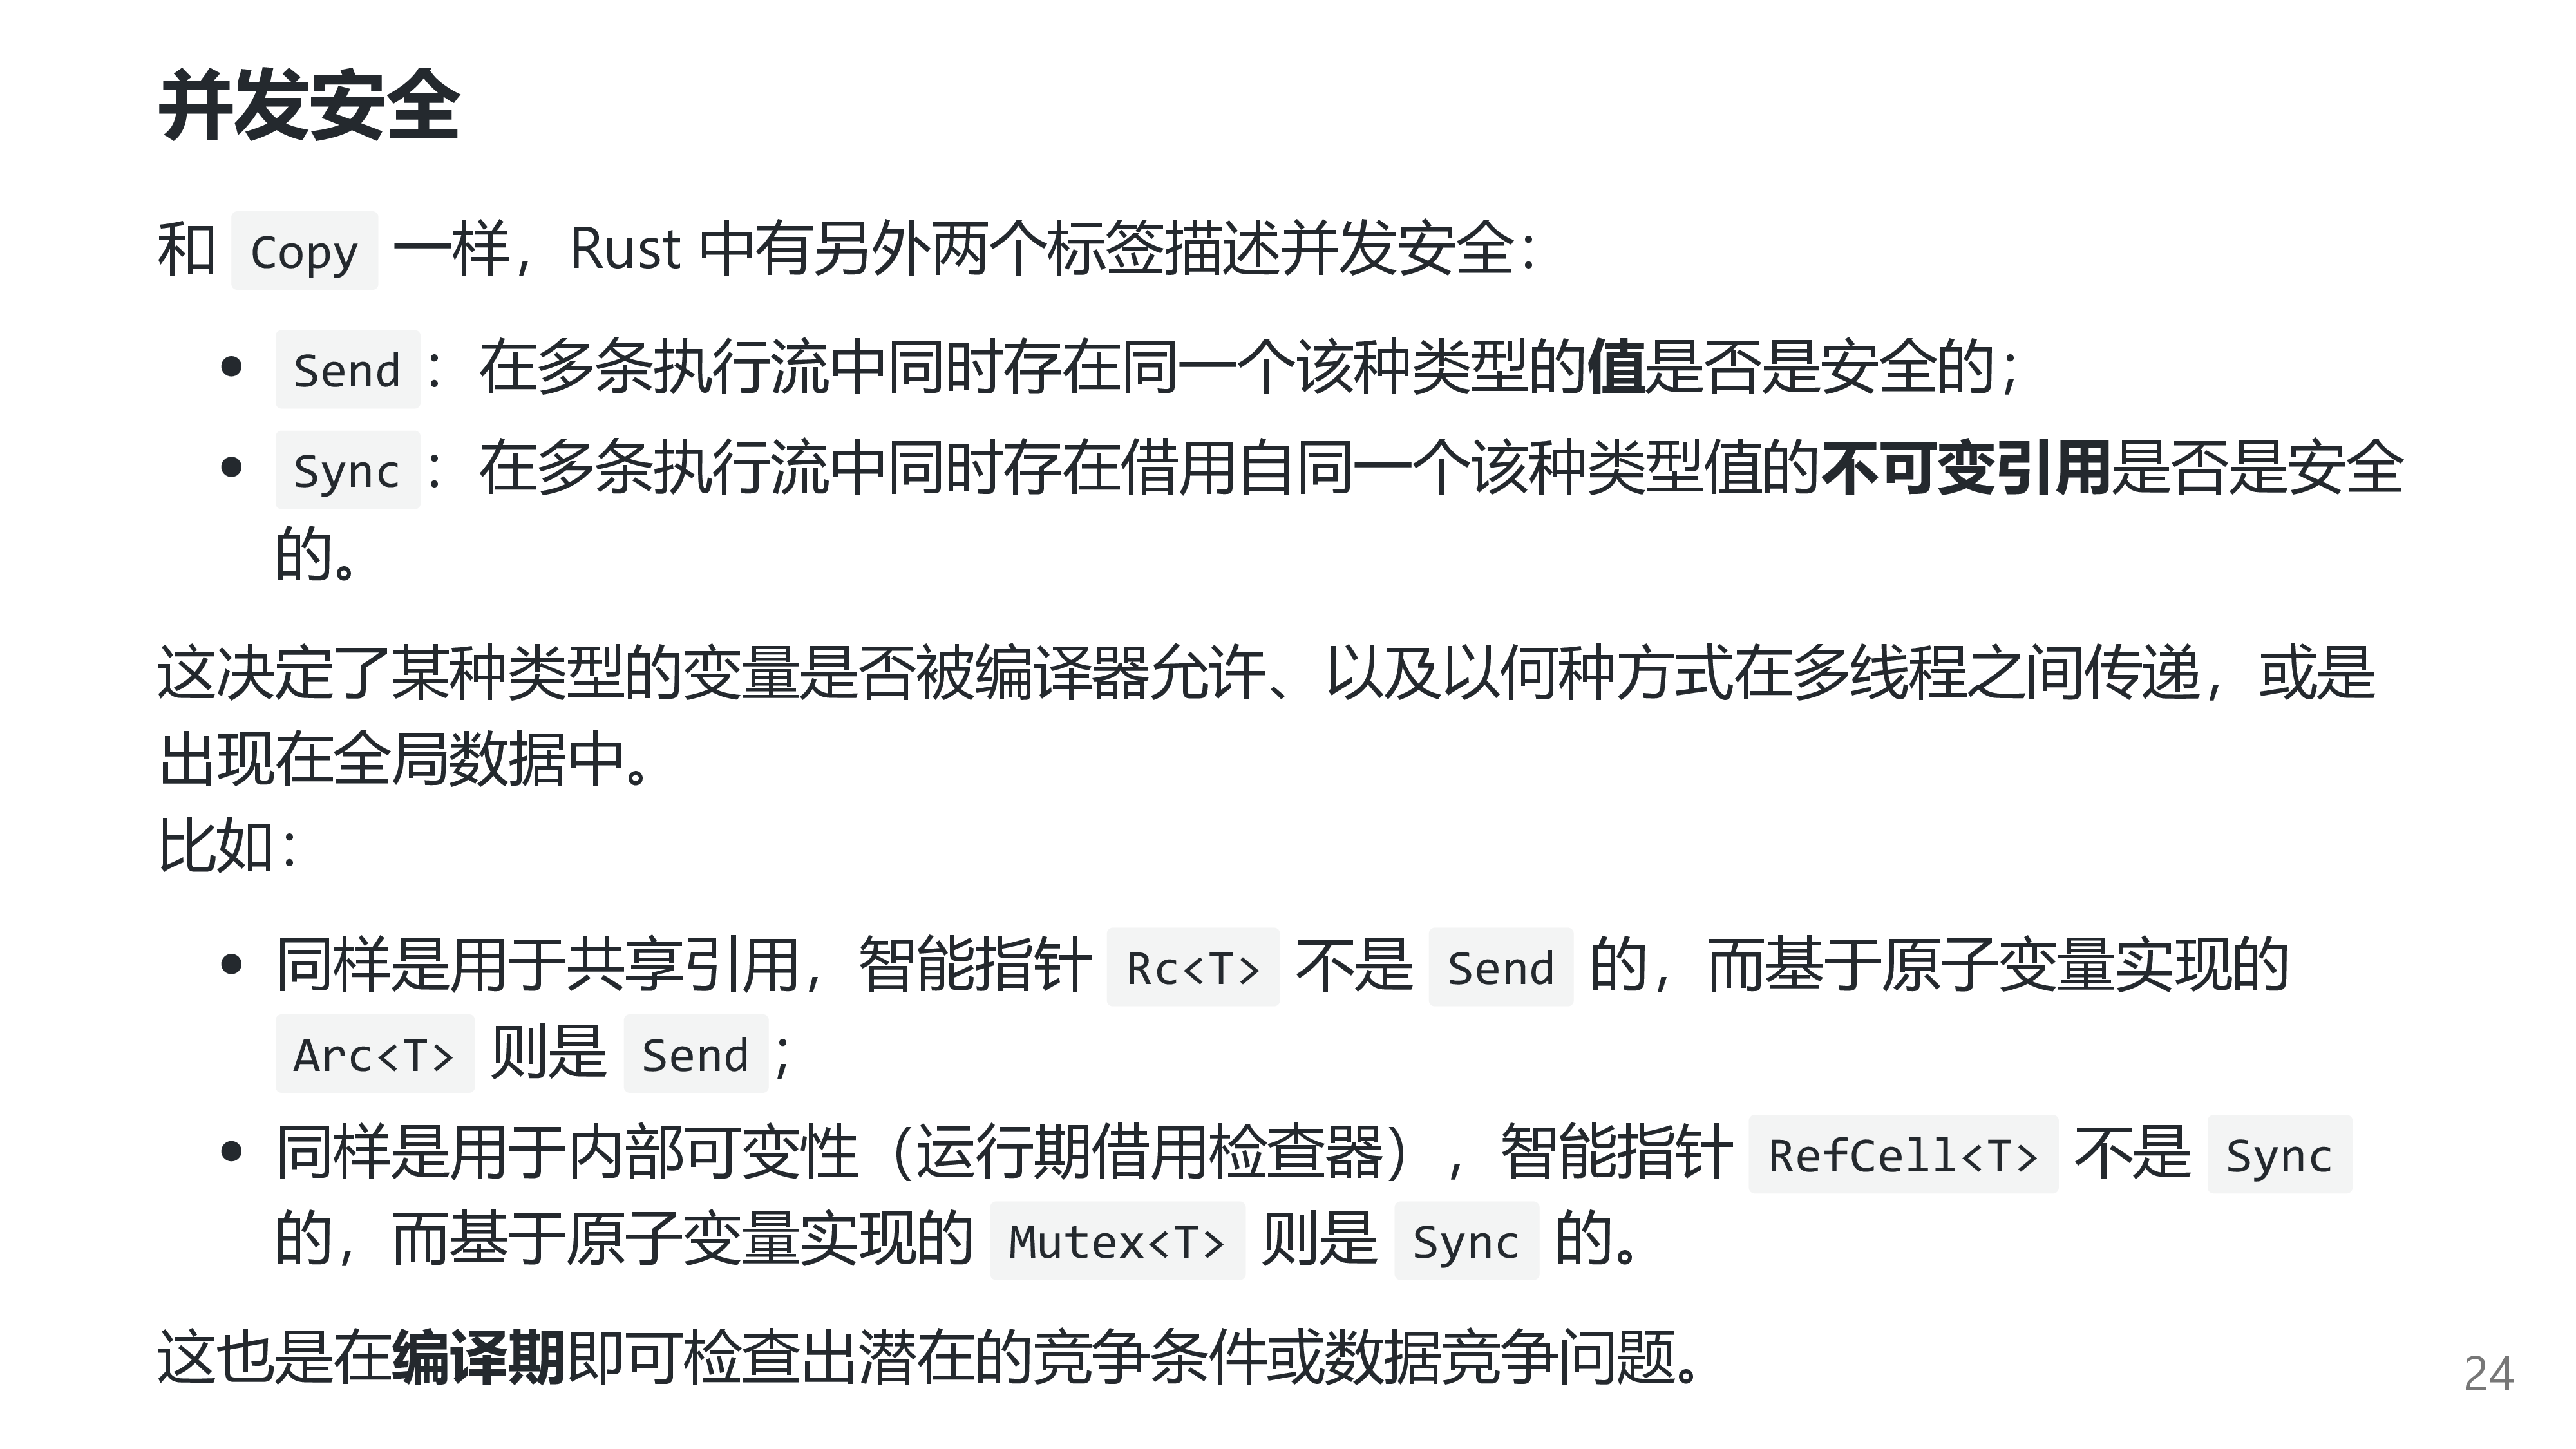 并发安全
和 Copy 一样，Rust 中有另外两个标签描述并发安全：
• Send ：在多条执行流中同时存在同一个该种类型的值是否是安全的；
• Sync ：在多条执行流中同时存在借用自同一个该种类型值的不可变引用是否是安全
的。
这决定了某种类型的变量是否被编译器允许、以及以何种方式在多线程之间传递，或是
出现在全局数据中。
比如：
• 同样是用于共享引用，智能指针 Rc<T> 不是 Send 的，而基于原子变量实现的
Arc<T> 则是 Send ；
• 同样是用于内部可变性（运行期借用检查器），智能指针 RefCell<T> 不是 Sync
的，而基于原子变量实现的 Mutex<T> 则是 Sync 的。
这也是在编译期即可检查出潜在的竞争条件或数据竞争问题。
24